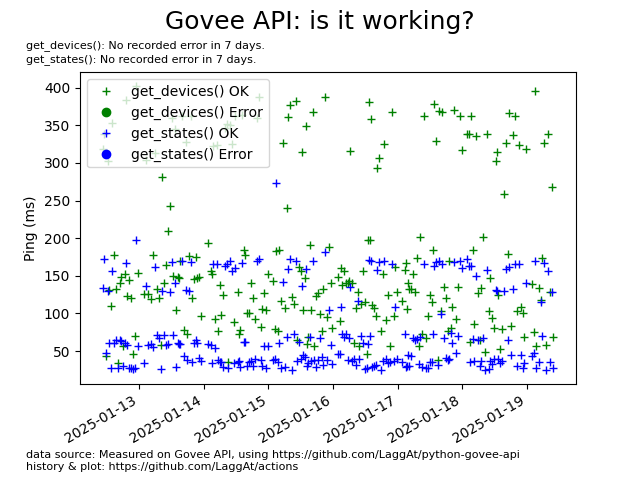 Govee API: is it working?
get_devices(): No recorded error in 7 days.
get_states(): No recorded error in 7 days.
get_devices() OK
get_devices() Error
get_states() OK
get_states() Error
Ping (ms)
400
350
300
250
200
150
100
50
2025-01-13
2025-01-14
2025-01-15
2025-01-16
2025-01-17
2025-01-18
2025-01-19
data source: Measured on Govee API, using https://github.com/LaggAt/python-govee-api
history & plot: https://github.com/LaggAt/actions